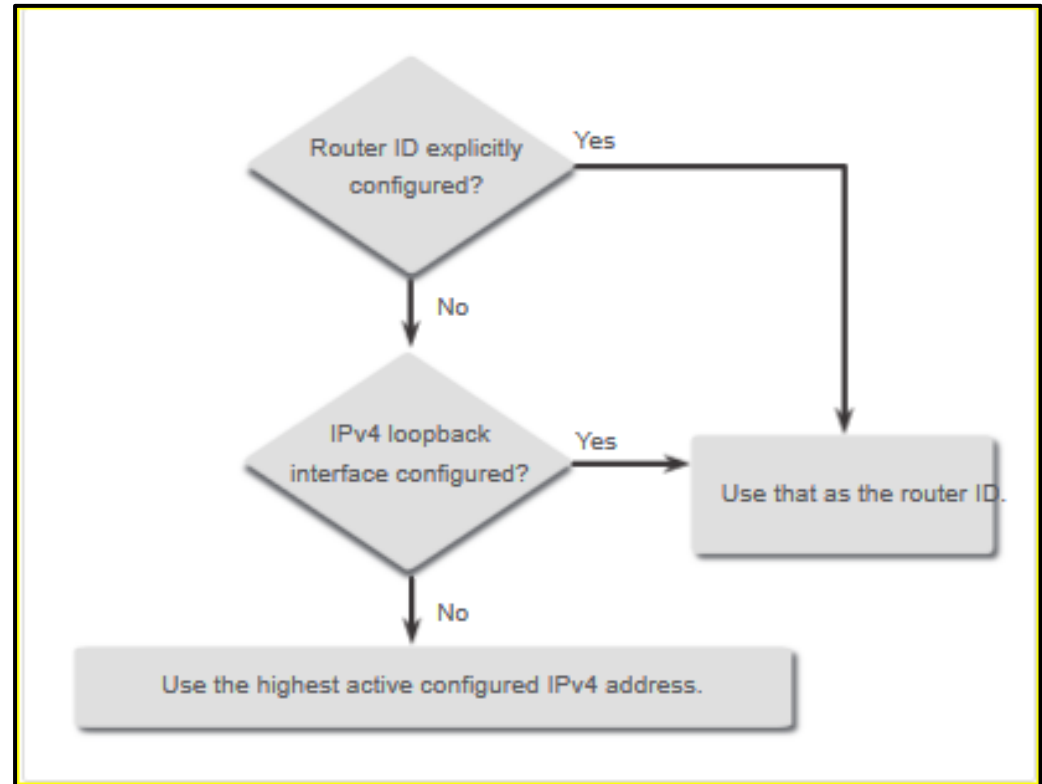 Router ID explicitly
configured?
Yes
No
IPv4 loopback
interface configured?
Yes
Use that as the router ID.
No
Use the highest active configured IPv4 address.